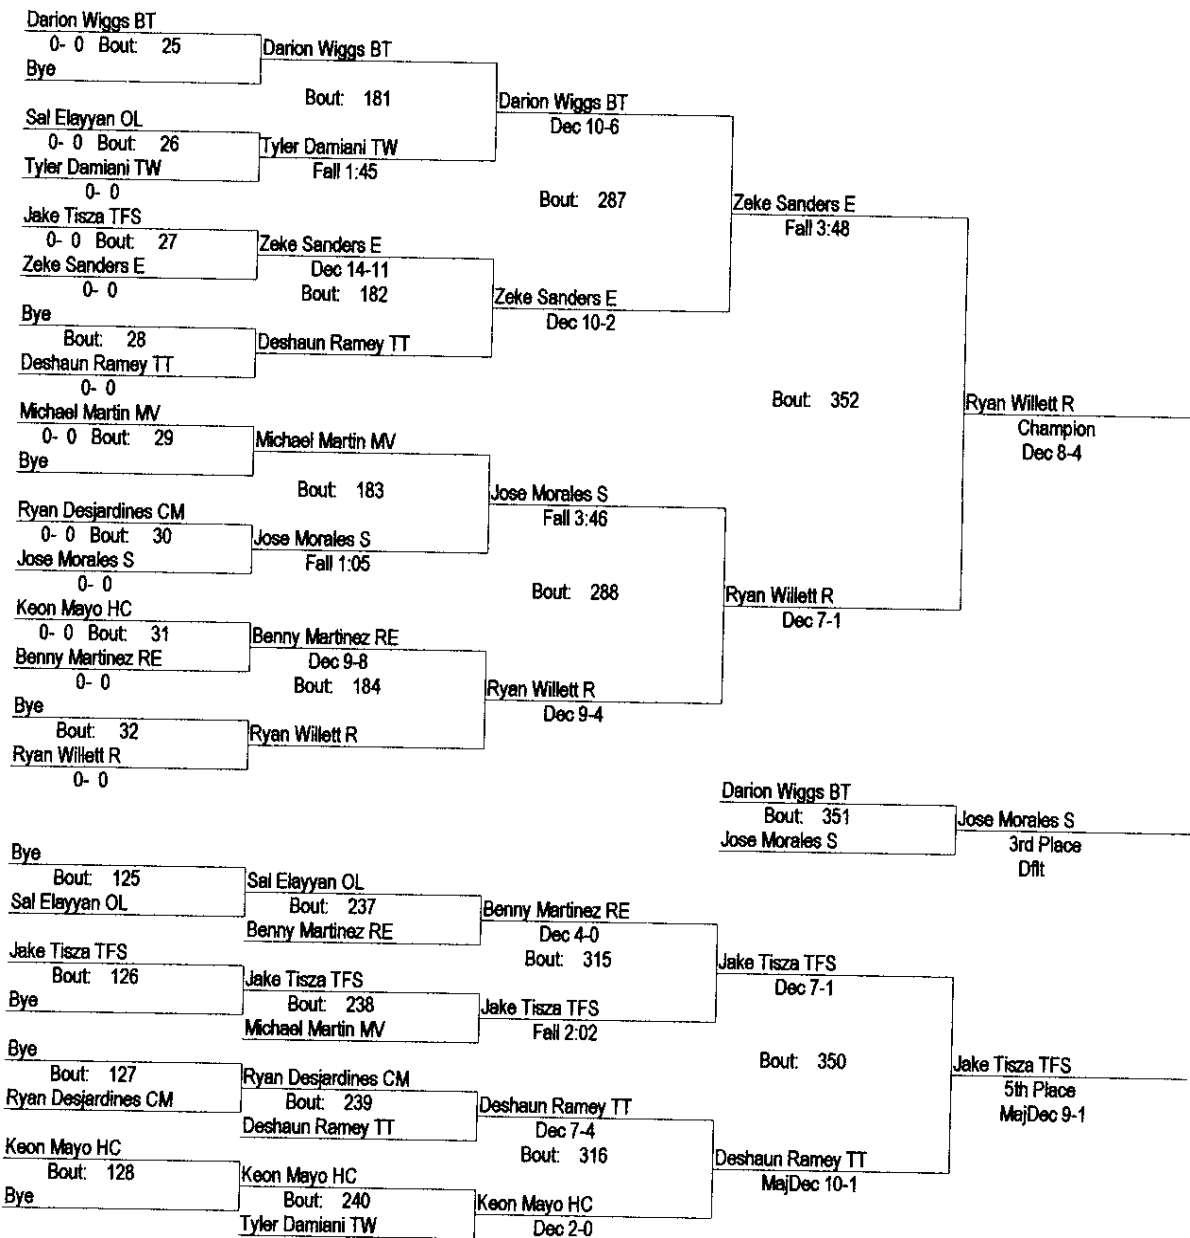 Darion Wiggs BT
0- 0 Bout: 25
Bye
Darion Wiggs BT
Bout: 181
Sal Elayyan OL
0- 0 Bout: 26
Tyler Damiani TW
0- 0
Tyler Damiani TW
Fall 1:45
Darion Wiggs BT
Dec 10-6
Bout: 287
Jake Tisza TFS
0- 0 Bout: 27
Zeke Sanders E
0- 0
Zeke Sanders E
Dec 14-11
Bout: 182
Bye
Bout: 28
Deshaun Ramey TT
0- 0
Deshaun Ramey TT
Zeke Sanders E
Dec 10-2
Zeke Sanders E
Fall 3:48
Bout: 352
Michael Martin MV
0- 0 Bout: 29
Bye
Michael Martin MV
Bout: 183
Ryan Desjardines CM
0- 0 Bout: 30
Jose Morales S
0- 0
Jose Morales S
Fall 1:05
Jose Morales S
Fall 3:46
Bout: 288
Keon Mayo HC
0- 0 Bout: 31
Benny Martinez RE
0- 0
Benny Martinez RE
Dec 9-8
Bout: 184
Bye
Bout: 32
Ryan Willett R
0- 0
Ryan Willett R
Ryan Willett R
Dec 9-4
Ryan Willett R
Dec 7-1
Ryan Willett R
Champion
Dec 8-4
Darion Wiggs BT
Bout: 351
Jose Morales S
Jose Morales S
3rd Place
Dflt
Bye
Bout: 125
Sal Elayyan OL
Sal Elayyan OL
Bout: 237
Benny Martinez RE
Benny Martinez RE
Dec 4-0
Bout: 315
Jake Tisza TFS
Bout: 126
Bye
Jake Tisza TFS
Bout: 238
Michael Martin MV
Jake Tisza TFS
Fall 2:02
Jake Tisza TFS
Dec 7-1
Bout: 350
Bye
Bout: 127
Ryan Desjardines CM
Ryan Desjardines CM
Bout: 239
Deshaun Ramey TT
Deshaun Ramey TT
Dec 7-4
Bout: 316
Keon Mayo HC
Bout: 128
Bye
Keon Mayo HC
Bout: 240
Tyler Damiani TW
Keon Mayo HC
Dec 2-0
Deshaun Ramey TT
MajDec 10-1
Jake Tisza TFS
5th Place
MajDec 9-1